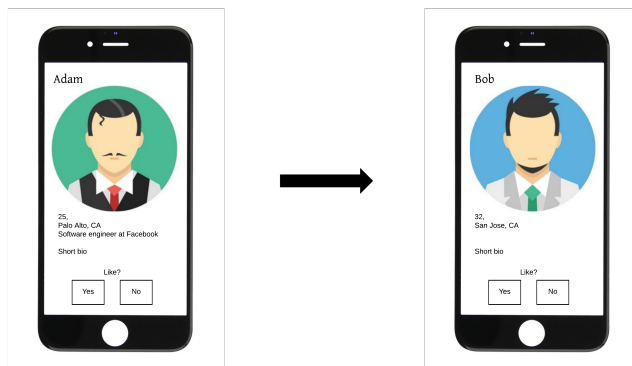 Adam
25,
Palo Alto, CA
Software engineer at Facebook
Short bio
Like?
Yes No
Bob
32,
San Jose, CA
Short bio
Like?
Yes No